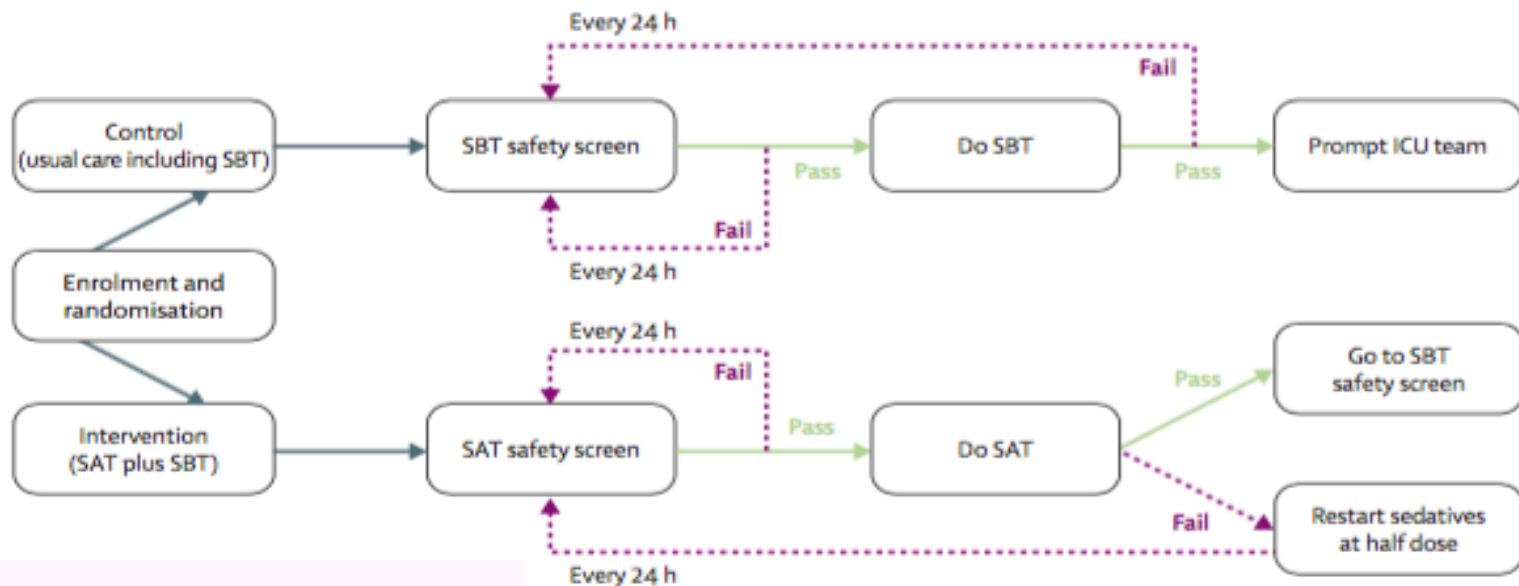 Every 24 h
Fail
Control
(usual care including SBT)
SBT safety screen
Pass
Do SBT
Pass
Prompt ICU team
Fail
Every 24 h
Enrolment and
randomisation
Every 24 h
Fail
Go to SBT
safety screen
Pass
Intervention
(SAT plus SBT)
SAT safety screen
Pass
Do SAT
Fail
Restart sedatives
at half dose
Every 24 h